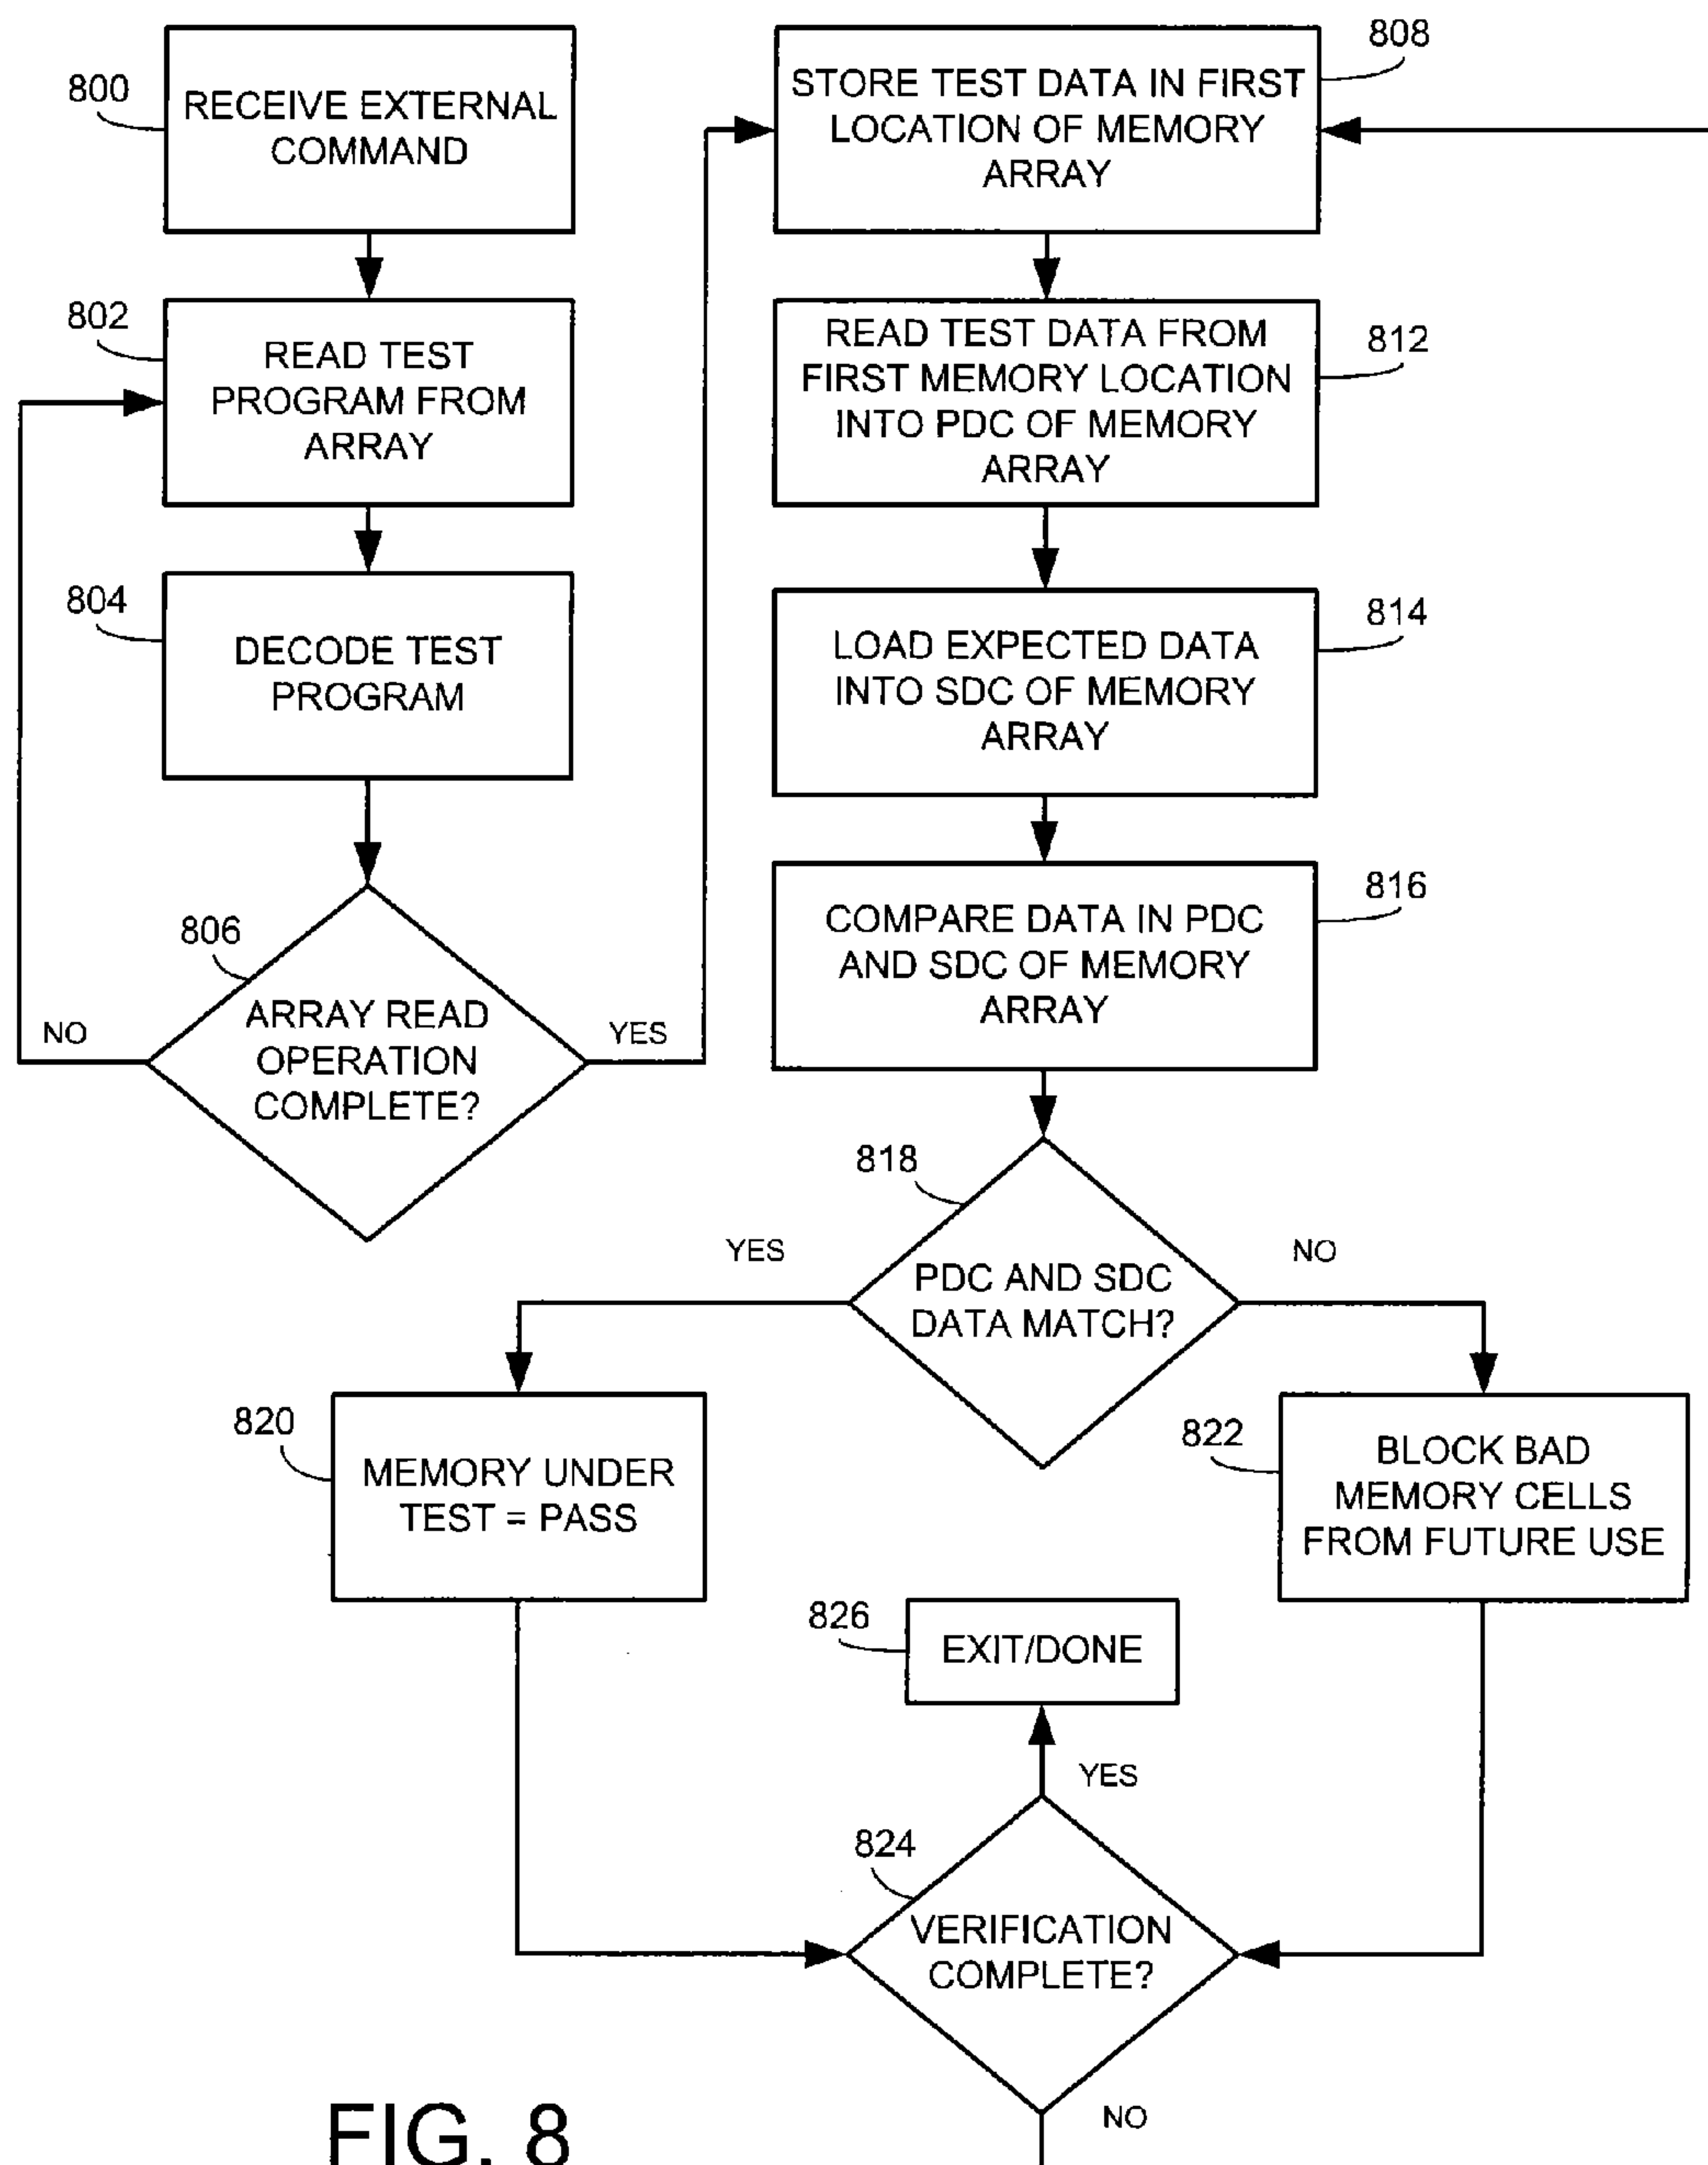 800
RECEIVE EXTERNAL
COMMAND
802
READ TEST
PROGRAM FROM
ARRAY
804
DECODE TEST
PROGRAM
806
ARRAY READ
OPERATION
COMPLETE?
NO
YES
808
STORE TEST DATA IN FIRST
LOCATION OF MEMORY
ARRAY
812
READ TEST DATA FROM
FIRST MEMORY LOCATION
INTO PDC OF MEMORY
ARRAY
814
LOAD EXPECTED DATA
INTO SDC OF MEMORY
ARRAY
816
COMPARE DATA IN PDC
AND SDC OF MEMORY
ARRAY
818
PDC AND SDC
DATA MATCH?
YES
NO
820
MEMORY UNDER
TEST = PASS
822
BLOCK BAD
MEMORY CELLS
FROM FUTURE USE
826
EXIT/DONE
YES
824
VERIFICATION
COMPLETE?
NO
FIG. 8